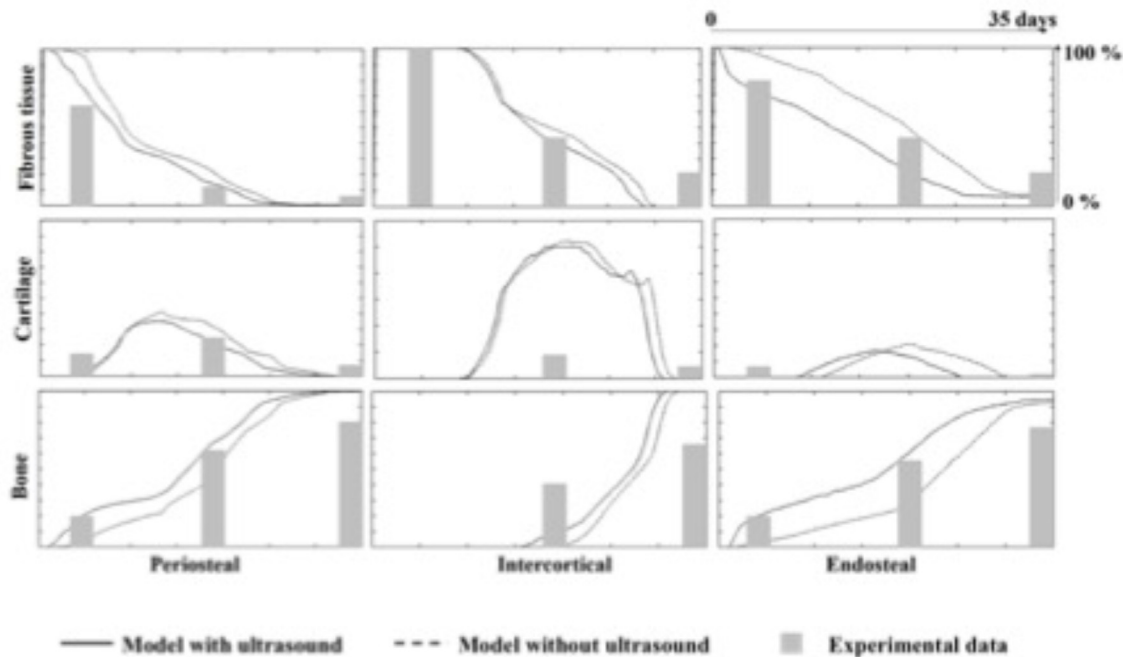 0 35 days
100 %
Fibrous tissue
0 %
Cartilage
Bone
Periosteal Intercortical Endosteal
Model with ultrasound Model without ultrasound Experimental data